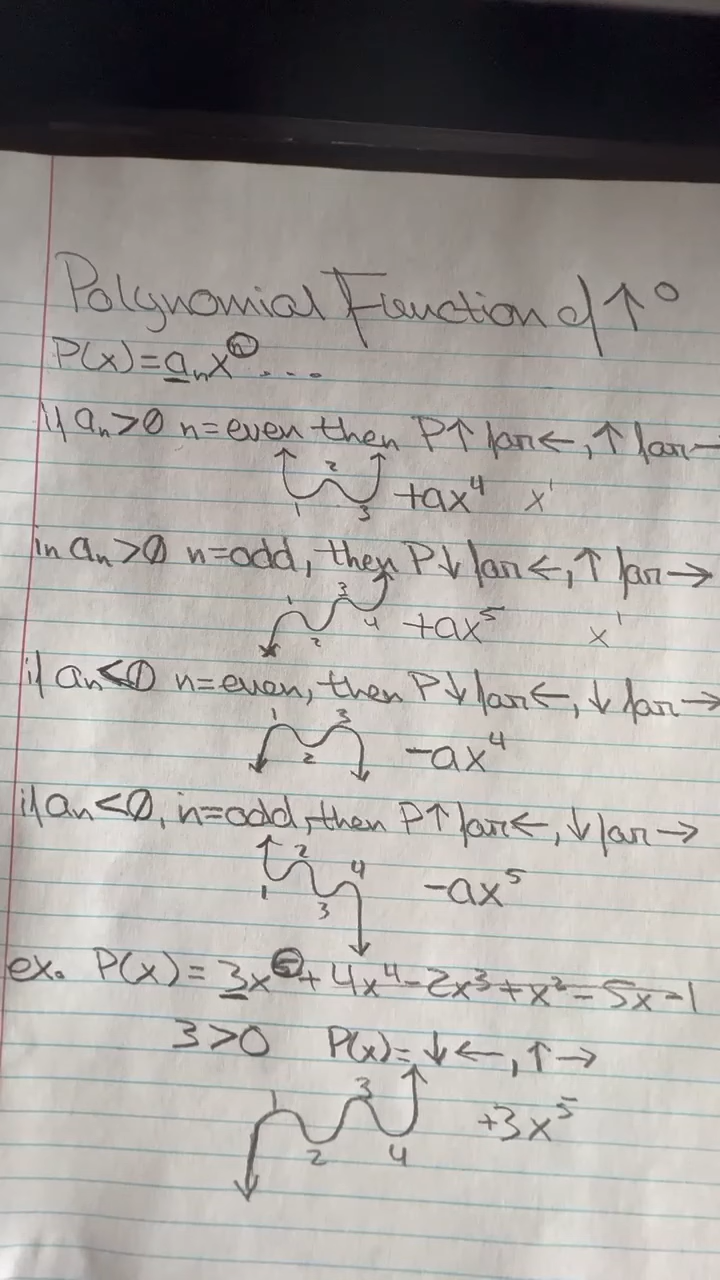 Polynomial Function of ↑°
P(x) = aₙxⁿ ....
if aₙ>0 n=even then P↑ far←, ↑ far→
2
1 3 +ax⁴ x¹
in aₙ>0 n=odd, then P↓ far←, ↑ far→
1 3
2 4 +ax⁵ x¹
if aₙ<0 n=even, then P↓ far←, ↓ far→
1 3
2 -ax⁴
if aₙ<0, n=odd, then P↑ far←, ↓ far→
2 4
1 3 -ax⁵
ex. P(x) = 3x⁵+4x⁴-2x³+x²-5x-1
3>0 P(x)= ↓←, ↑→
1 3 +3x⁵
2 4